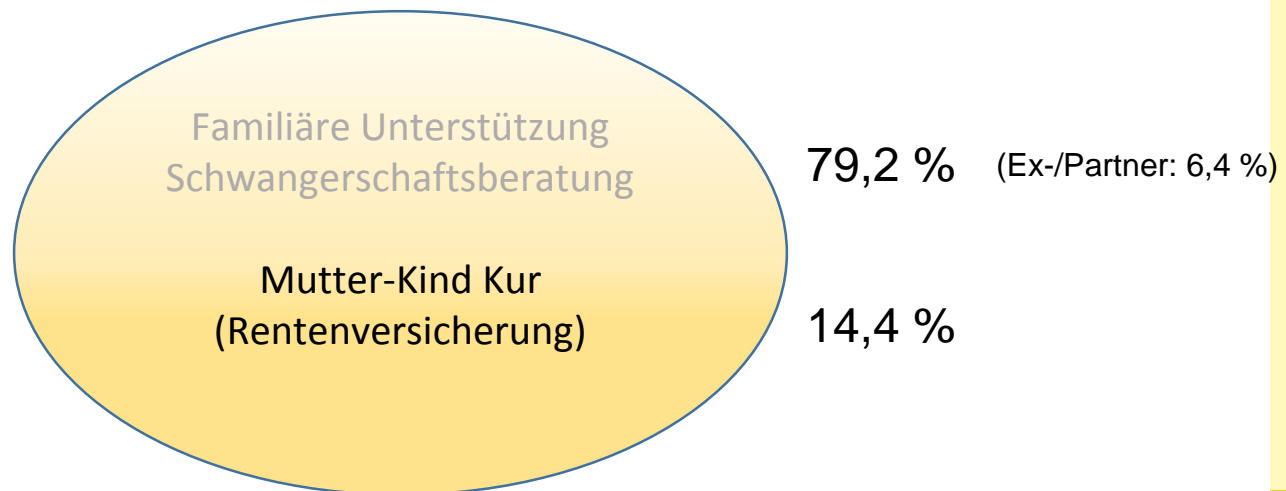 Familiäre Unterstützung
Schwangerschaftsberatung
79,2 % (Ex-/Partner: 6,4 %)
Mutter-Kind Kur
(Rentenversicherung)
14,4 %